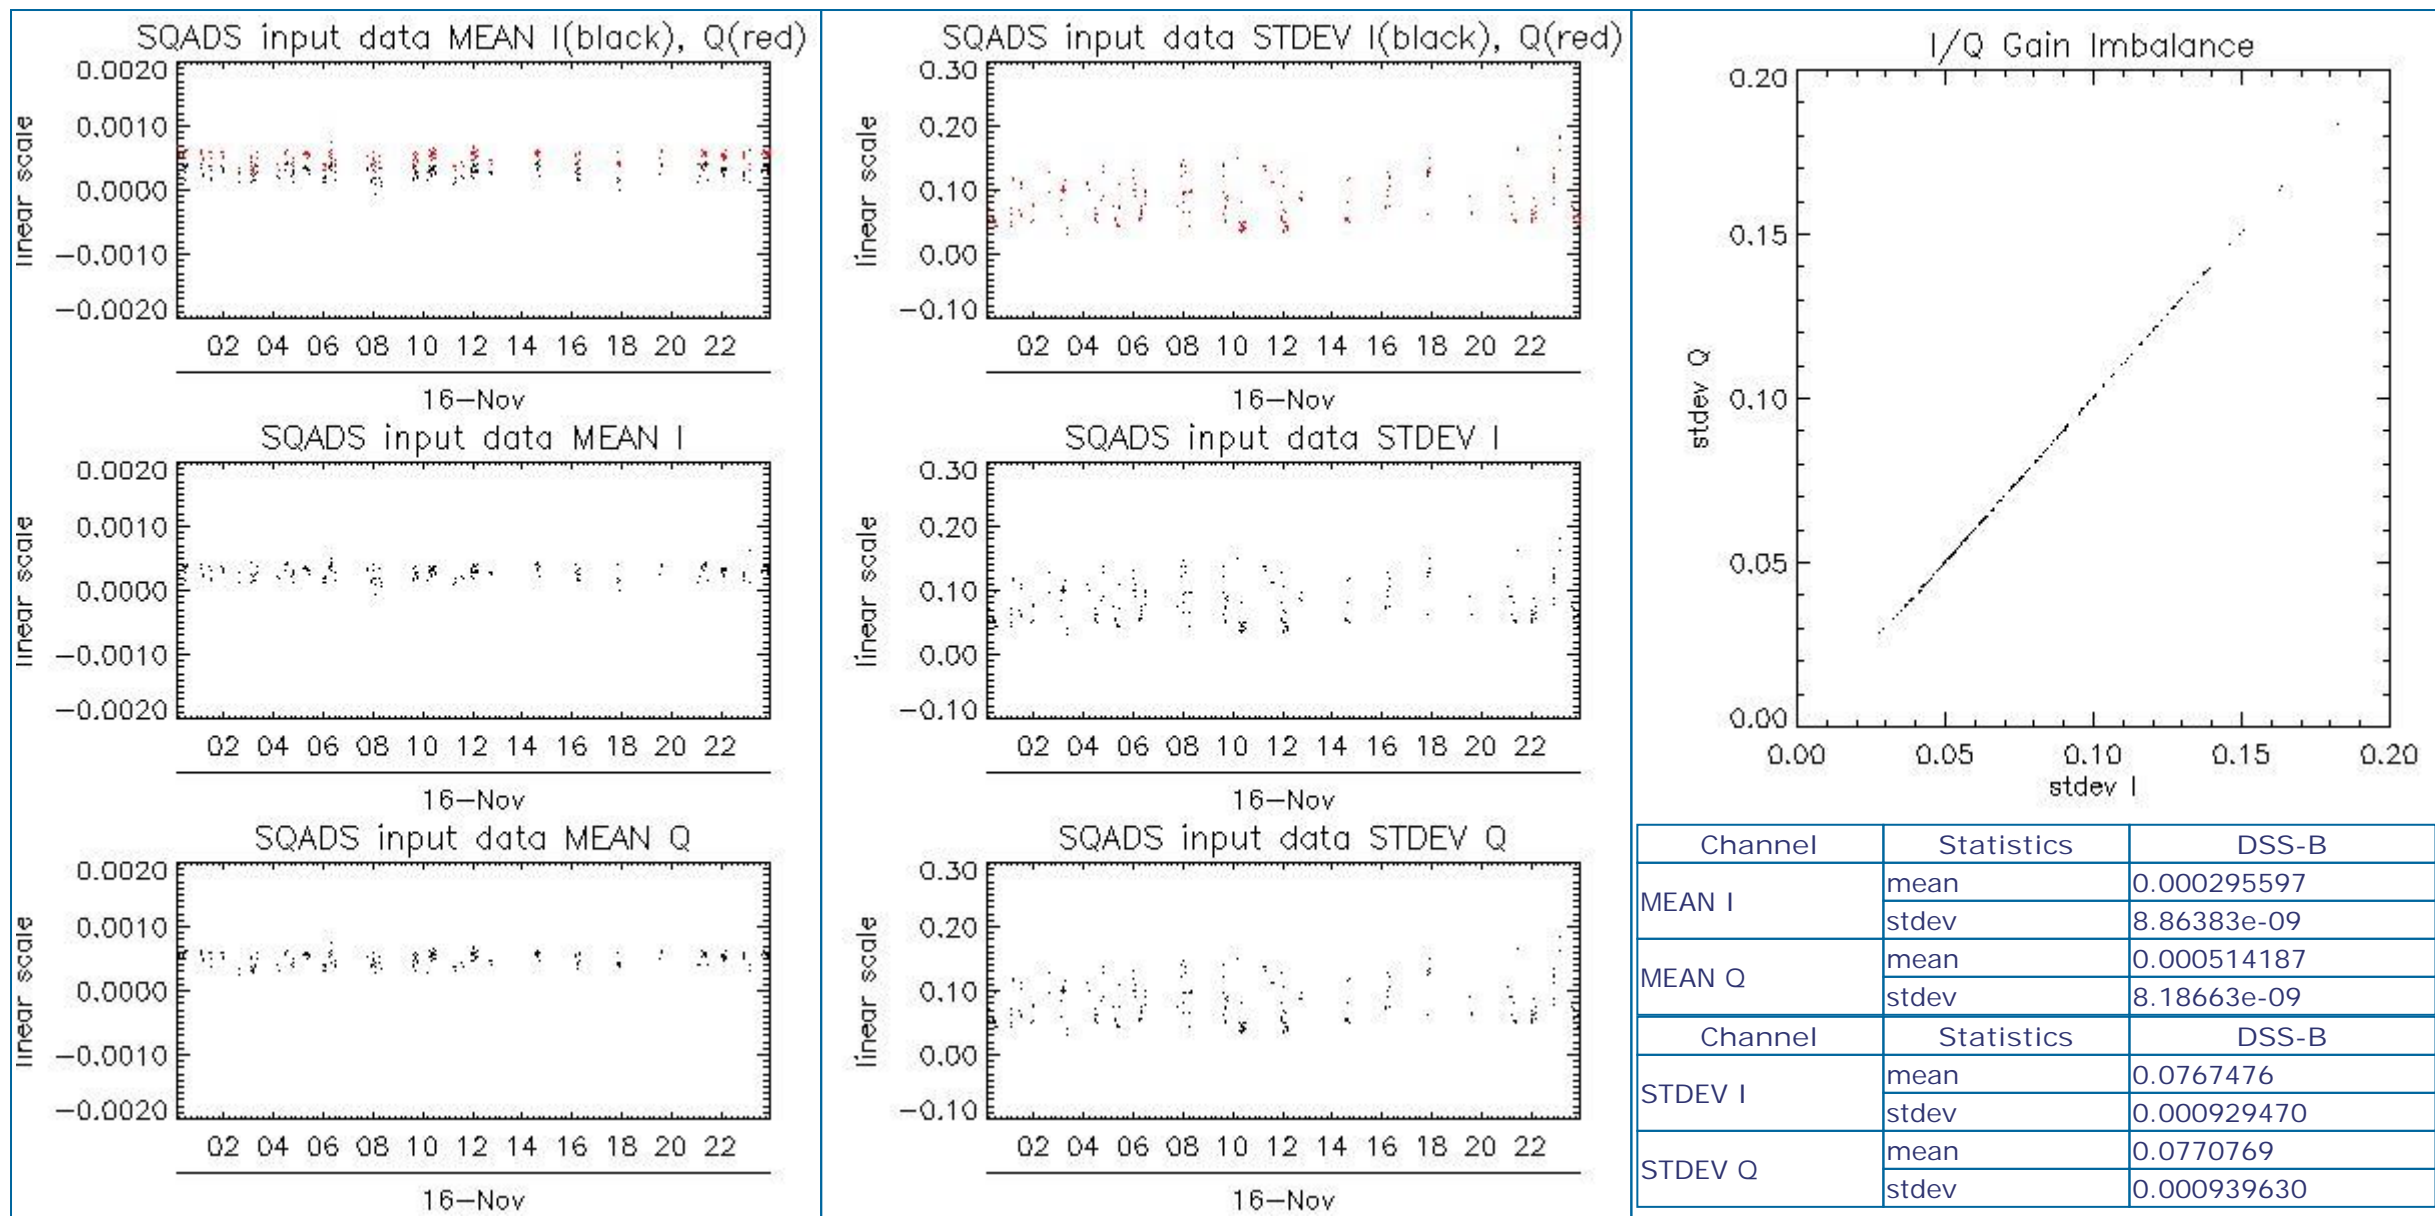 SQADS input data MEAN I(black), Q(red)
linear scale
0.0020
0.0010
0.0000
−0.0010
−0.0020
02 04 06 08 10 12 14 16 18 20 22
16−Nov
SQADS input data MEAN I
linear scale
0.0020
0.0010
0.0000
−0.0010
−0.0020
02 04 06 08 10 12 14 16 18 20 22
16−Nov
SQADS input data MEAN Q
linear scale
0.0020
0.0010
0.0000
−0.0010
−0.0020
02 04 06 08 10 12 14 16 18 20 22
16−Nov
SQADS input data STDEV I(black), Q(red)
linear scale
0.30
0.20
0.10
0.00
−0.10
02 04 06 08 10 12 14 16 18 20 22
16−Nov
SQADS input data STDEV I
linear scale
0.30
0.20
0.10
0.00
−0.10
02 04 06 08 10 12 14 16 18 20 22
16−Nov
SQADS input data STDEV Q
linear scale
0.30
0.20
0.10
0.00
−0.10
02 04 06 08 10 12 14 16 18 20 22
16−Nov
I/Q Gain Imbalance
stdev Q
0.20
0.15
0.10
0.05
0.00
0.00 0.05 0.10 0.15 0.20
stdev I
Channel Statistics DSS-B
MEAN I
mean 0.000295597
stdev 8.86383e-09
MEAN Q
mean 0.000514187
stdev 8.18663e-09
Channel Statistics DSS-B
STDEV I
mean 0.0767476
stdev 0.000929470
STDEV Q
mean 0.0770769
stdev 0.000939630